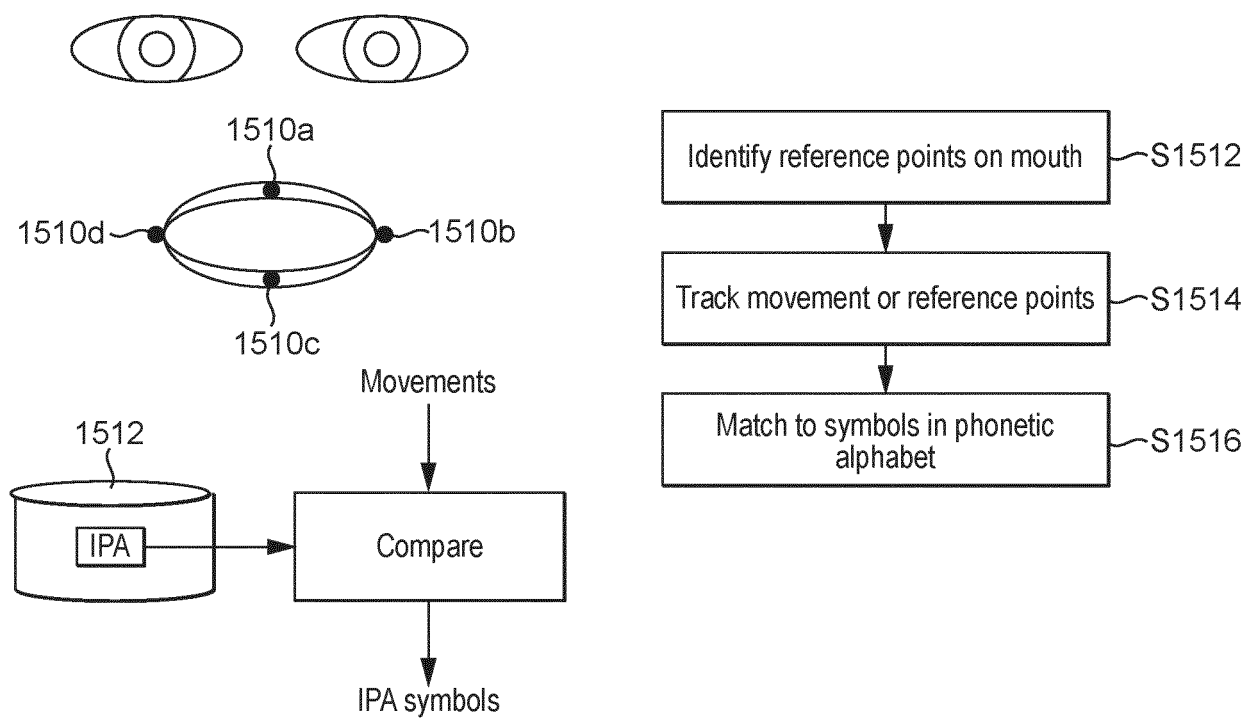 1510a
1510d
1510b
1510c
Movements
1512
IPA
Compare
IPA symbols
Identify reference points on mouth
S1512
Track movement or reference points
S1514
Match to symbols in phonetic
alphabet
S1516